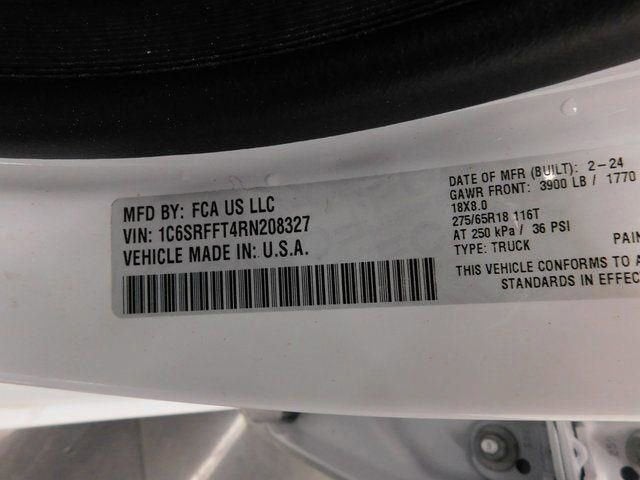 MFD BY: FCA US LLC
VIN: 1C6SRFFT4RN208327
VEHICLE MADE IN: U.S.A.
DATE OF MFR (BUILT): 2-24
GAWR FRONT: 3900 LB / 1770
18X8.0
275/65R18 116T
AT 250 kPa / 36 PSI
TYPE: TRUCK
PAIN
THIS VEHICLE CONFORMS TO A
STANDARDS IN EFFEC